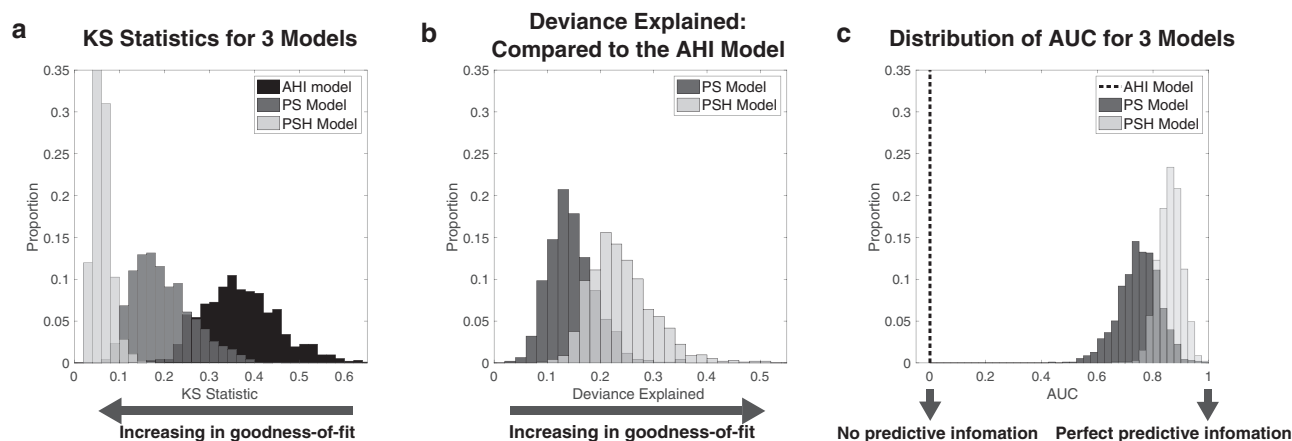 a
KS Statistics for 3 Models
0.35
0.3
0.25
0.2
0.15
0.1
0.05
0
Proportion
AHI model
PS Model
PSH Model
0 0.1 0.2 0.3 0.4 0.5 0.6
KS Statistic
Increasing in goodness-of-fit
b
Deviance Explained:
Compared to the AHI Model
0.35
0.3
0.25
0.2
0.15
0.1
0.05
0
Proportion
PS Model
PSH Model
0 0.1 0.2 0.3 0.4 0.5
Deviance Explained
Increasing in goodness-of-fit
c
Distribution of AUC for 3 Models
0.35
0.3
0.25
0.2
0.15
0.1
0.05
0
Proportion
AHI Model
PS Model
PSH Model
0 0.2 0.4 0.6 0.8 1
AUC
No predictive infomation
Perfect predictive infomation